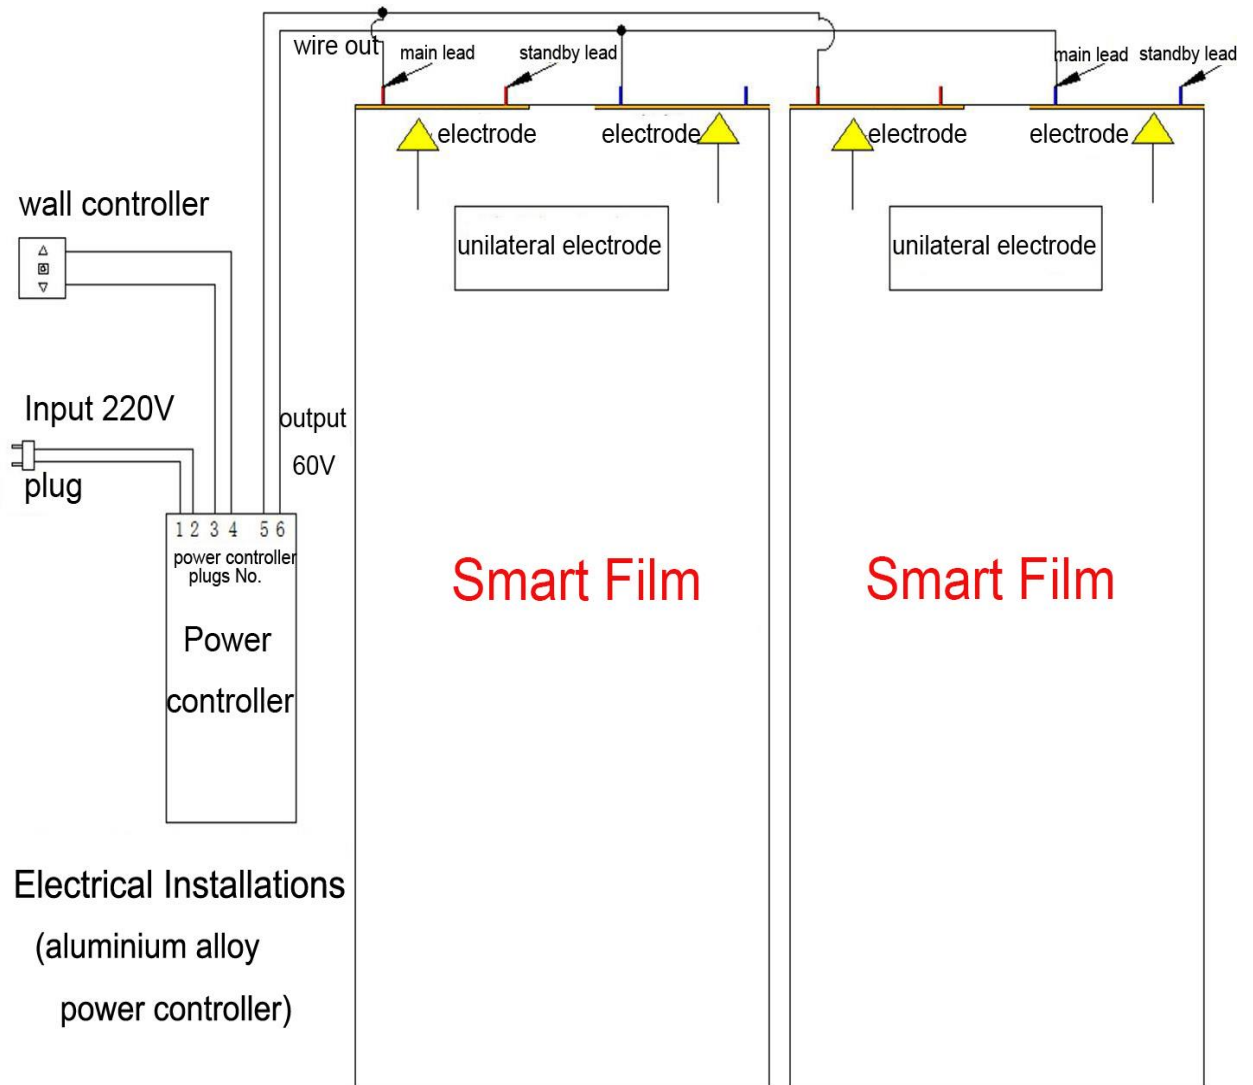 wire out
main lead
standby lead
main lead
standby lead
electrode
electrode
electrode
electrode
wall controller
unilateral electrode
unilateral electrode
Input 220V
output
60V
plug
1 2 3 4 5 6
power controller
plugs No.
Smart Film
Smart Film
Power
controller
Electrical Installations
(aluminium alloy
power controller)